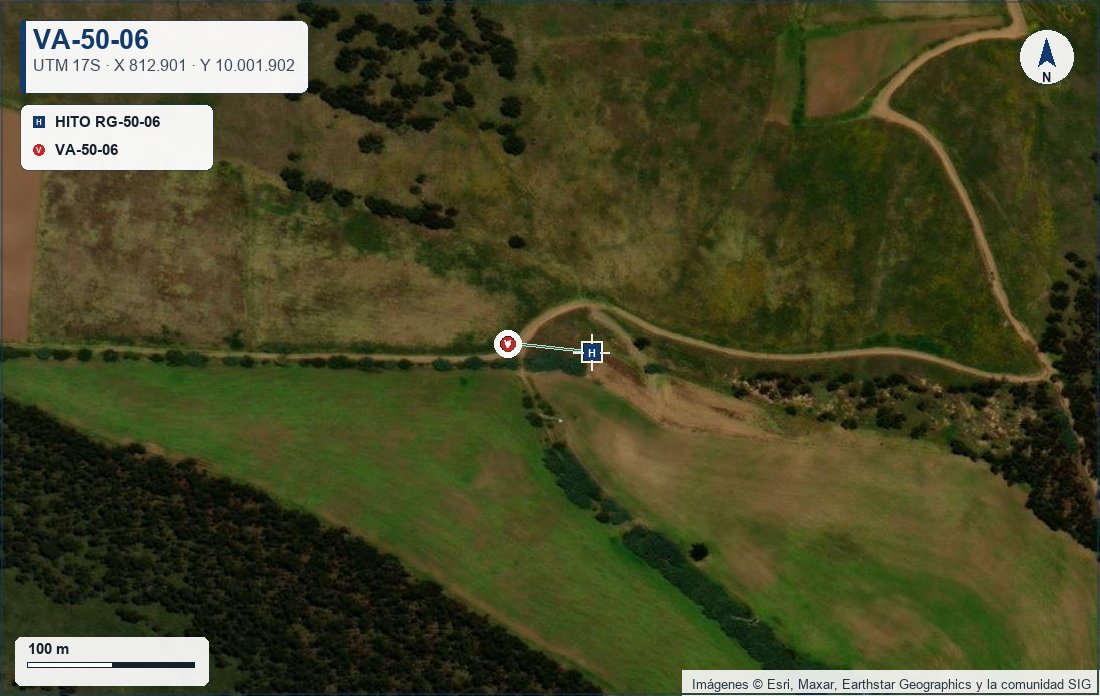 VA-50-06
UTM 17S · X 812.901 · Y 10.001.902
H HITO RG-50-06
V VA-50-06
N
V
H
100 m
Imágenes © Esri, Maxar, Earthstar Geographics y la comunidad SIG